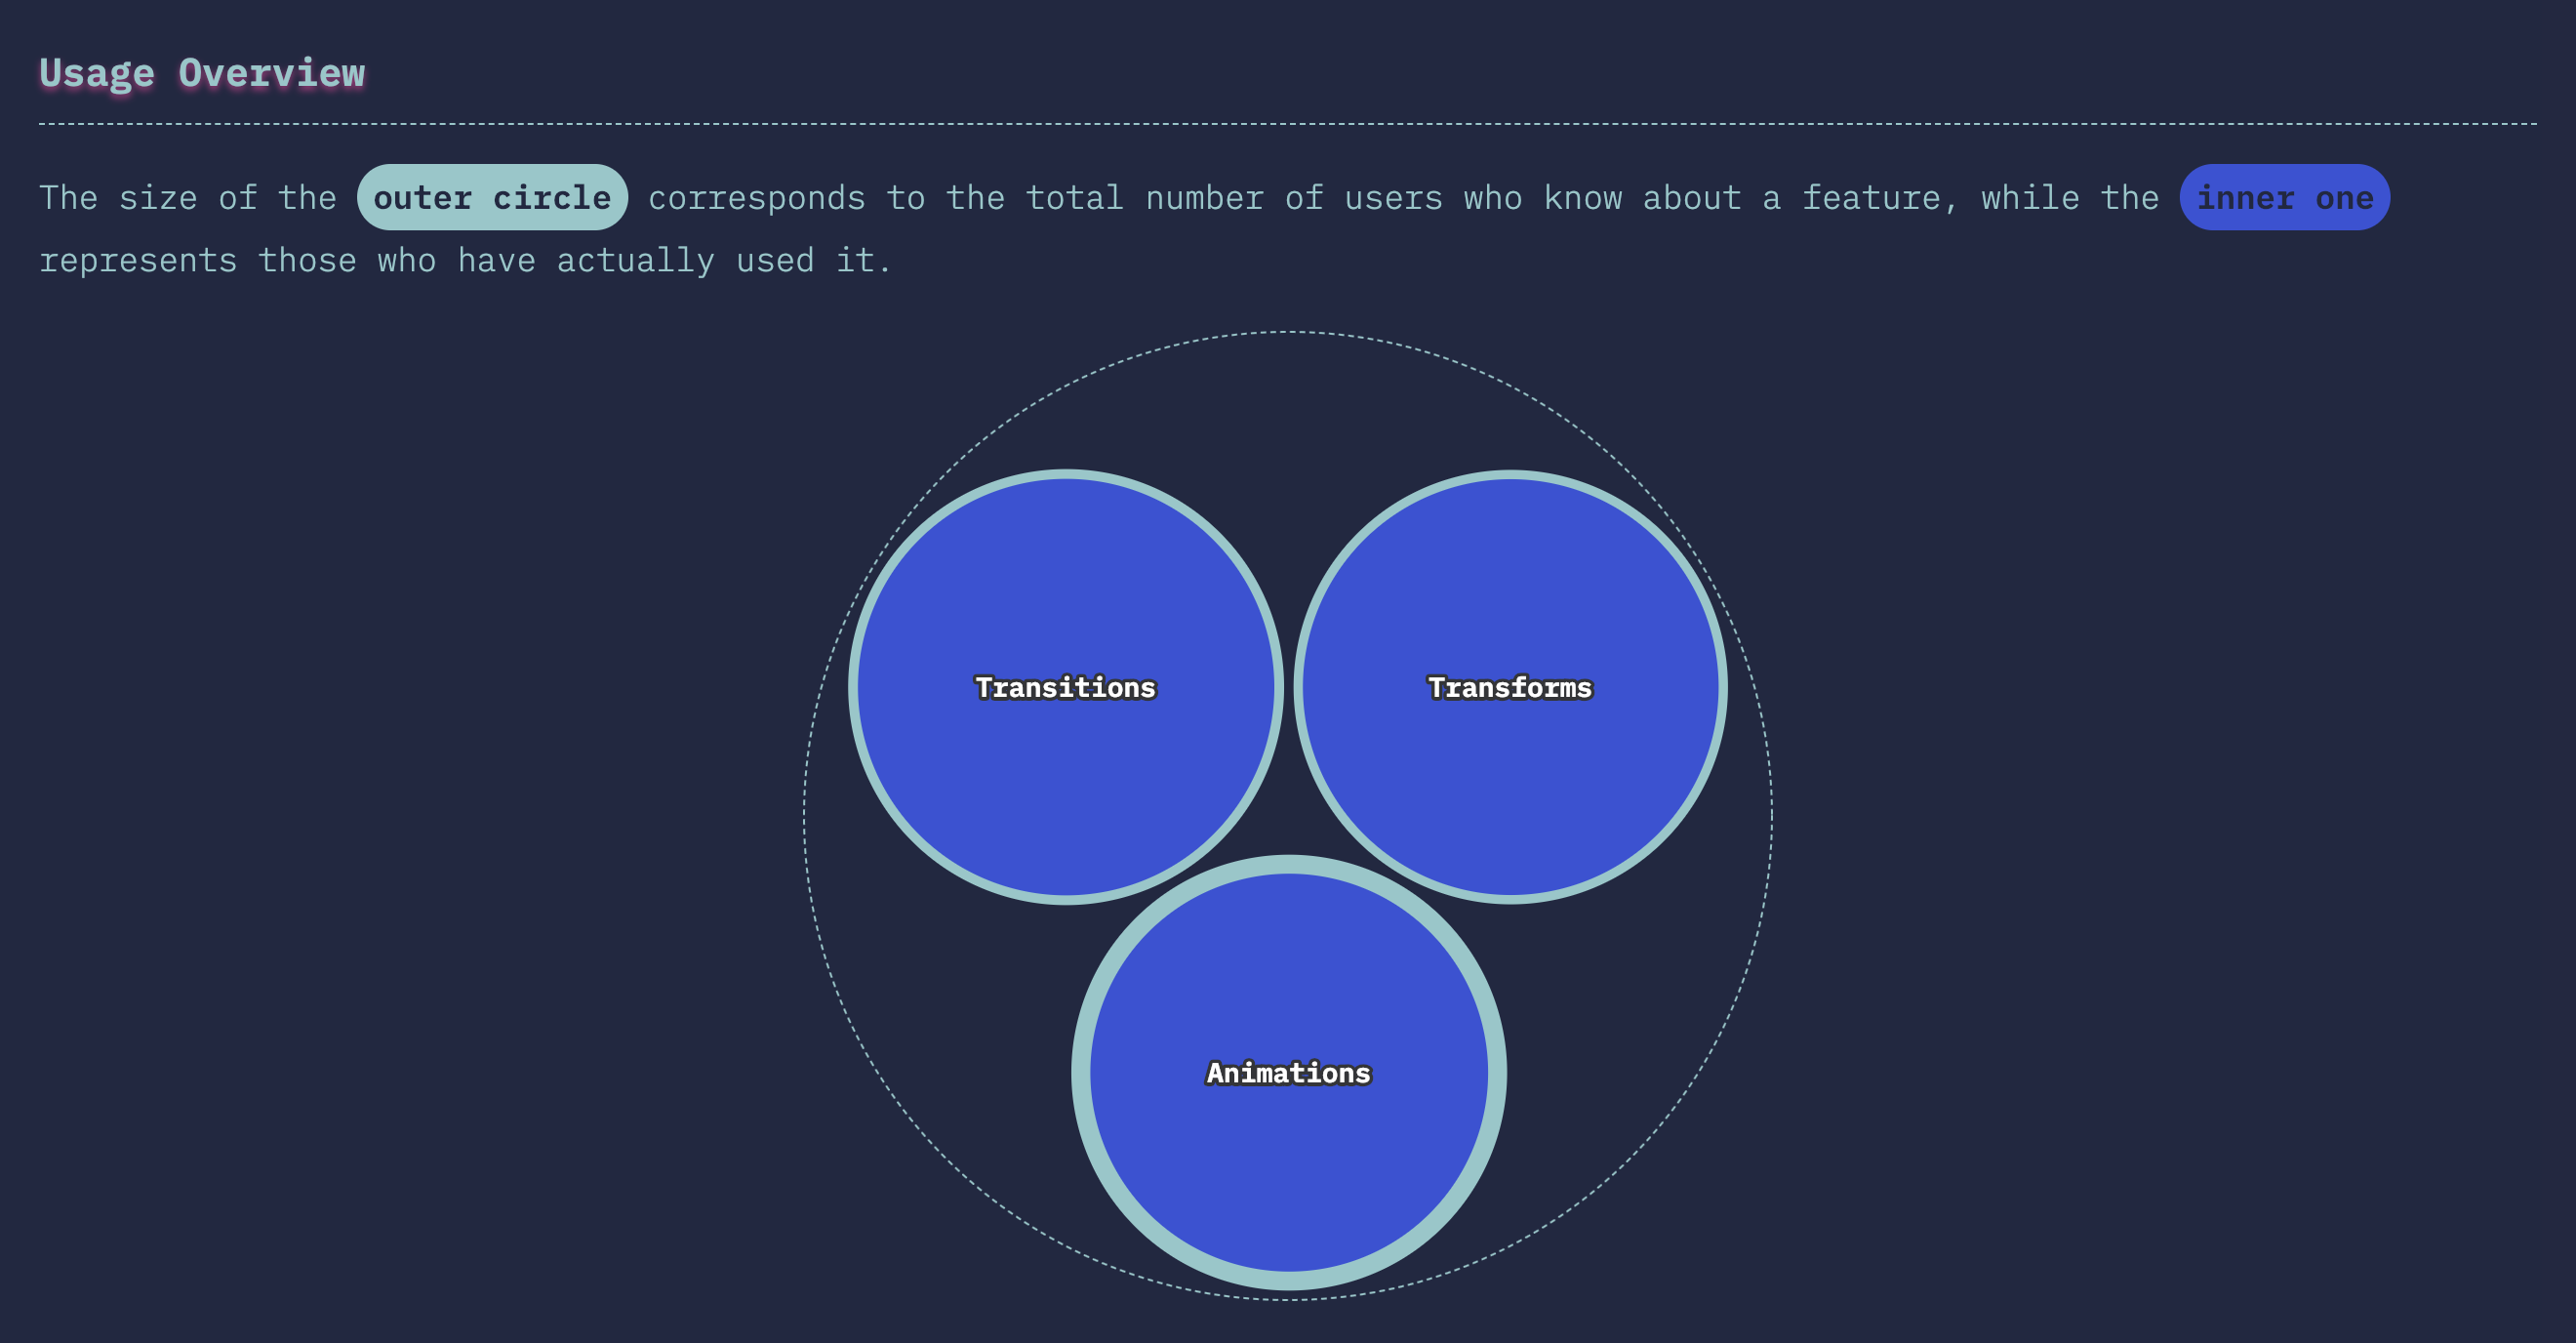 Usage Overview
The size of the outer circle corresponds to the total number of users who know about a feature, while the inner one
represents those who have actually used it.
Transitions
Transforms
Animations